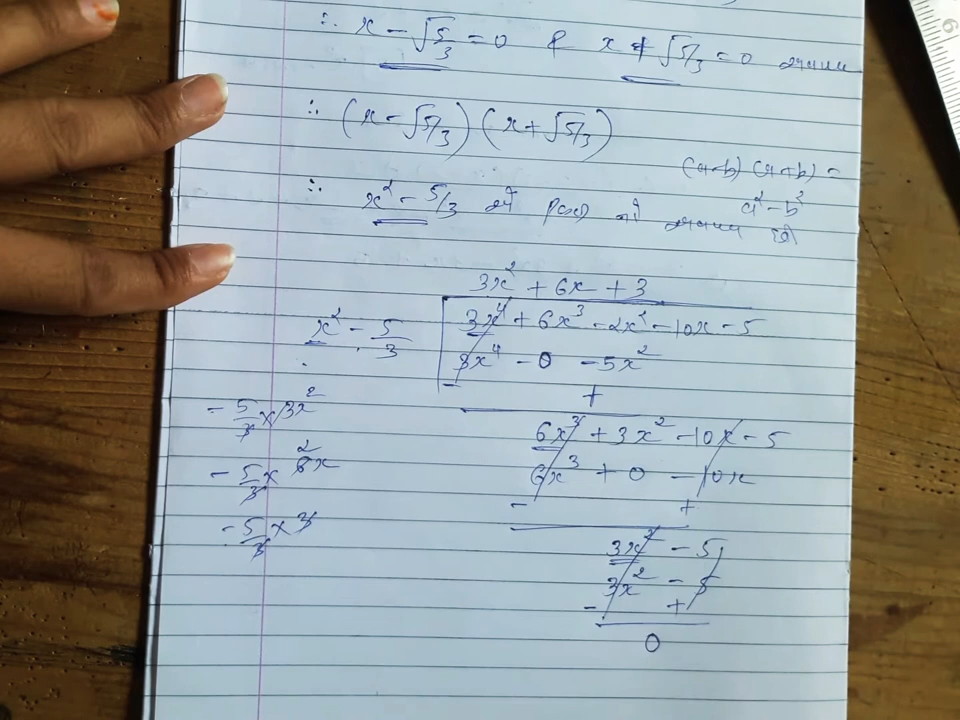 ∴ x - √5/3 = 0 & x + √5/3 = 0
∴ (x - √5/3) (x + √5/3)
(a-b) (a+b) =
∴ x² - 5/3 વડે P(x) ને
a² - b²
3x² + 6x + 3
x² - 5/3 3x⁴ + 6x³ - 2x² - 10x - 5
3x⁴ - 0 - 5x²
- +
- 5/3 × 3x²
6x³ + 3x² - 10x - 5
- 5/3 × 6x 2
6x³ + 0 - 10x
- +
- 5/3 × 3
3x² - 5
3x² - 5
- +
0